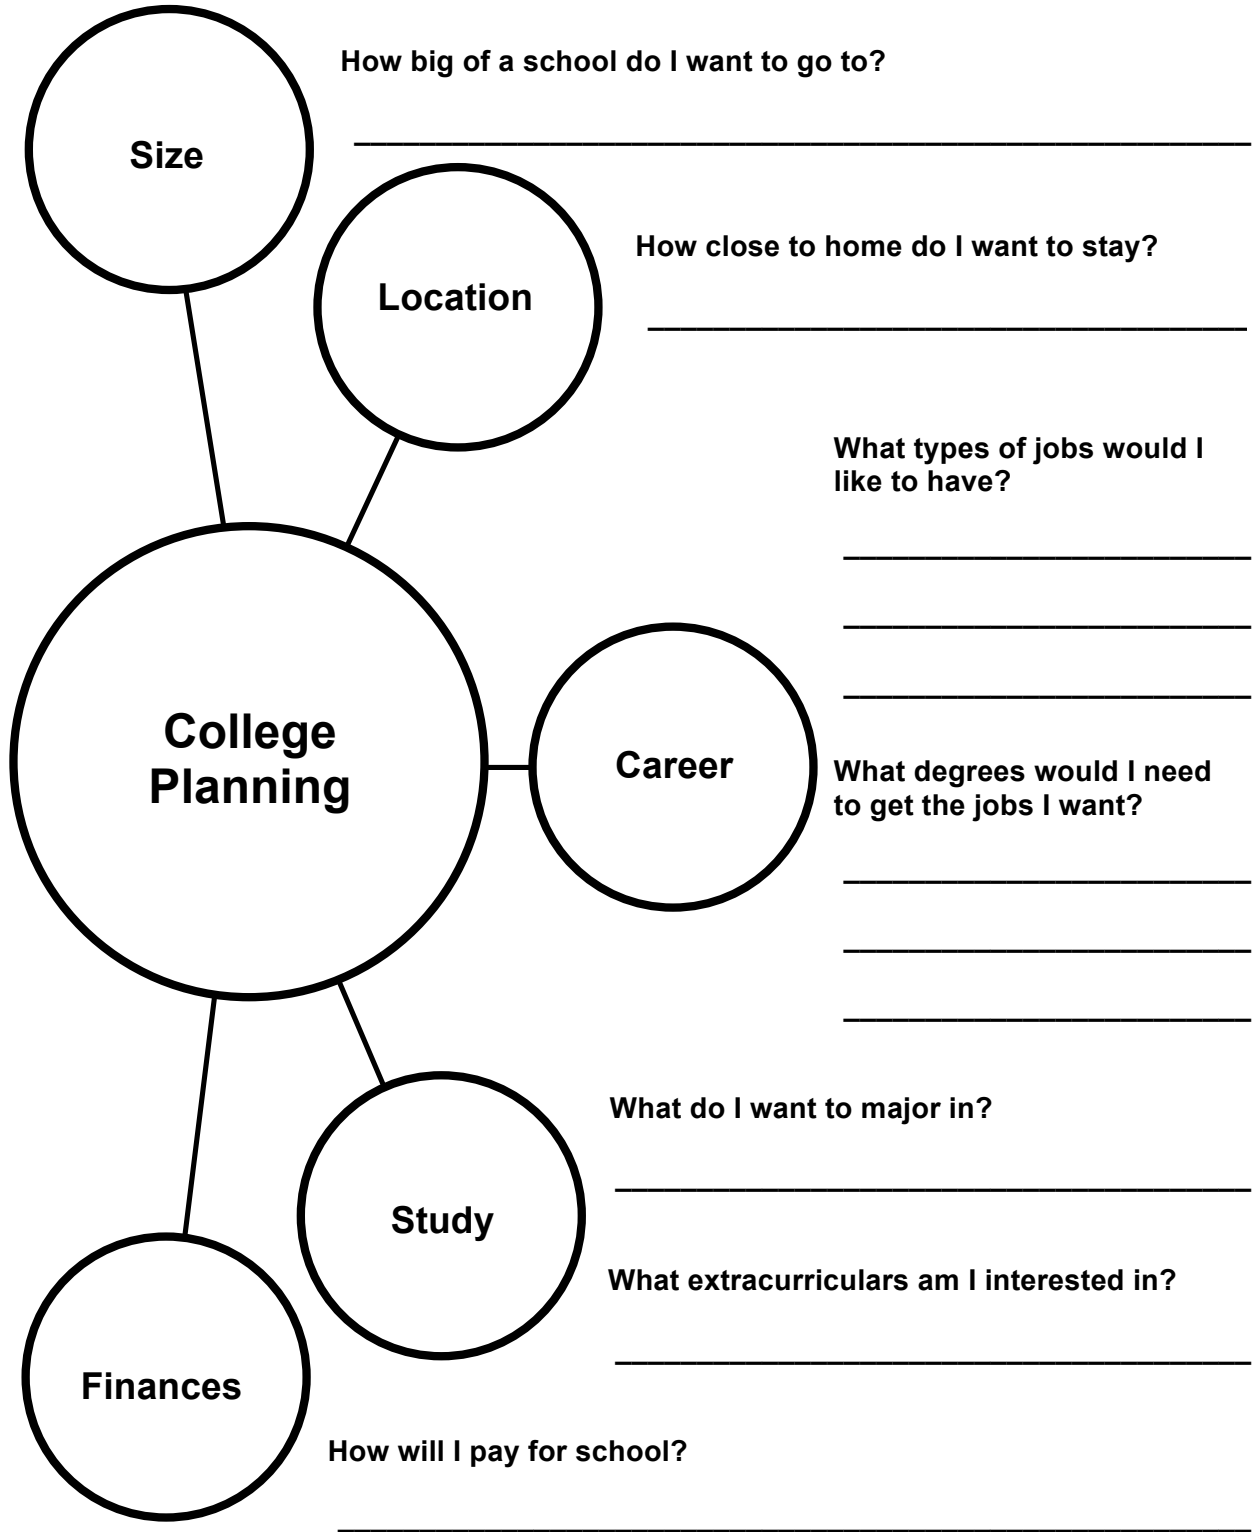 How big of a school do I want to go to?
Size
How close to home do I want to stay?
Location
What types of jobs would I
like to have?
College
Planning
Career
What degrees would I need
to get the jobs I want?
What do I want to major in?
Study
What extracurriculars am I interested in?
Finances
How will I pay for school?